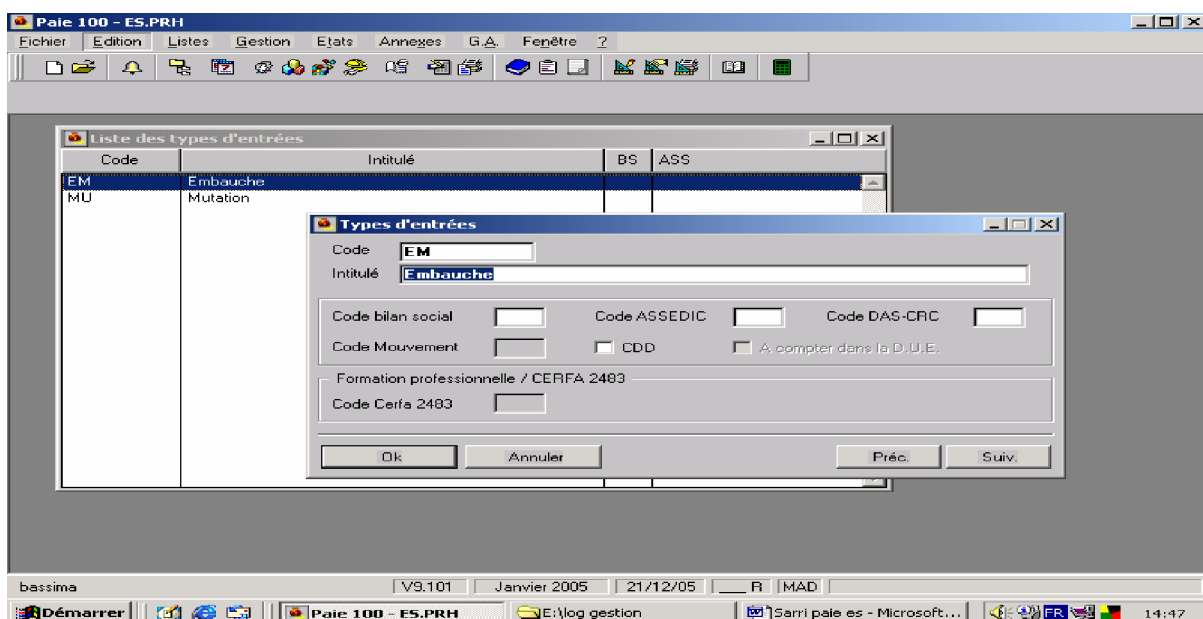 Paie 100 - ES.PRH
Fichier Edition Listes Gestion Etats Annexes G.A. Fenêtre ?
Liste des types d'entrées
Code Intitulé BS ASS
EM Embauche
MU Mutation
Types d'entrées
Code EM
Intitulé Embauche
Code bilan social Code ASSEDIC Code DAS-CRC
Code Mouvement CDD A compter dans la D.U.E.
Formation professionnelle / CERFA 2483
Code Cerfa 2483
Ok Annuler Préc. Suiv.
bassima V9.101 Janvier 2005 21/12/05 __ R MAD
Démarrer Paie 100 - ES.PRH E:\log gestion Sarri paie es - Microsoft... FR 14:47